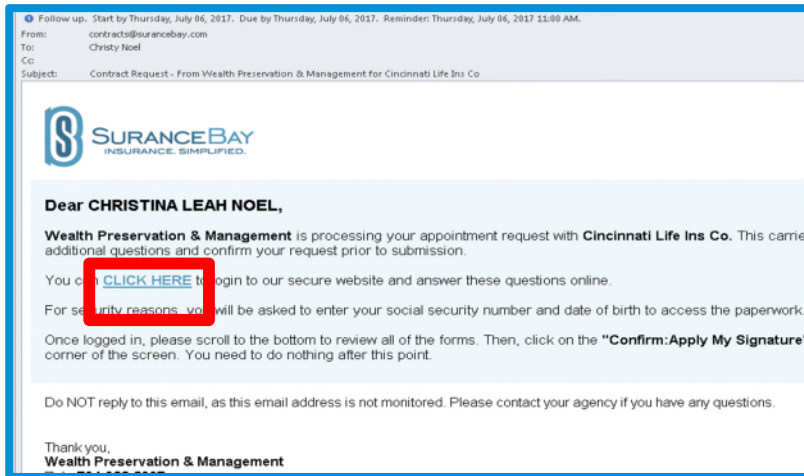 Follow up. Start by Thursday, July 06, 2017. Due by Thursday, July 06, 2017. Reminder: Thursday, July 06, 2017 11:00 AM.
From: contracts@surancebay.com
To: Christy Noel
Cc:
Subject: Contract Request - From Wealth Preservation & Management for Cincinnati Life Ins Co
SURANCEBAY
INSURANCE. SIMPLIFIED.
Dear CHRISTINA LEAH NOEL,
Wealth Preservation & Management is processing your appointment request with Cincinnati Life Ins Co. This carrie
additional questions and confirm your request prior to submission.
You can CLICK HERE to login to our secure website and answer these questions online.
For security reasons, you will be asked to enter your social security number and date of birth to access the paperwork.
Once logged in, please scroll to the bottom to review all of the forms. Then, click on the "Confirm:Apply My Signature"
corner of the screen. You need to do nothing after this point.
Do NOT reply to this email, as this email address is not monitored. Please contact your agency if you have any questions.
Thank you,
Wealth Preservation & Management